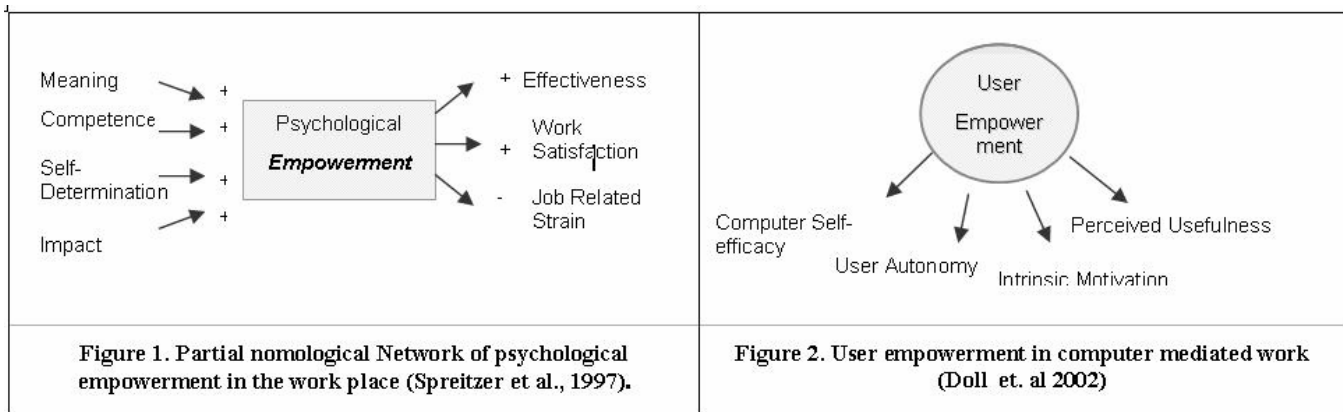 Meaning
+
Competence
+
Self-
Determination
+
Impact
+
Psychological
Empowerment
+ Effectiveness
+ Work
Satisfaction
- Job Related
Strain
Figure 1. Partial nomological Network of psychological
empowerment in the work place (Spreitzer et al., 1997).
User
Empower
ment
Computer Self-
efficacy
User Autonomy
Intrinsic Motivation
Perceived Usefulness
Figure 2. User empowerment in computer mediated work
(Doll et. al 2002)